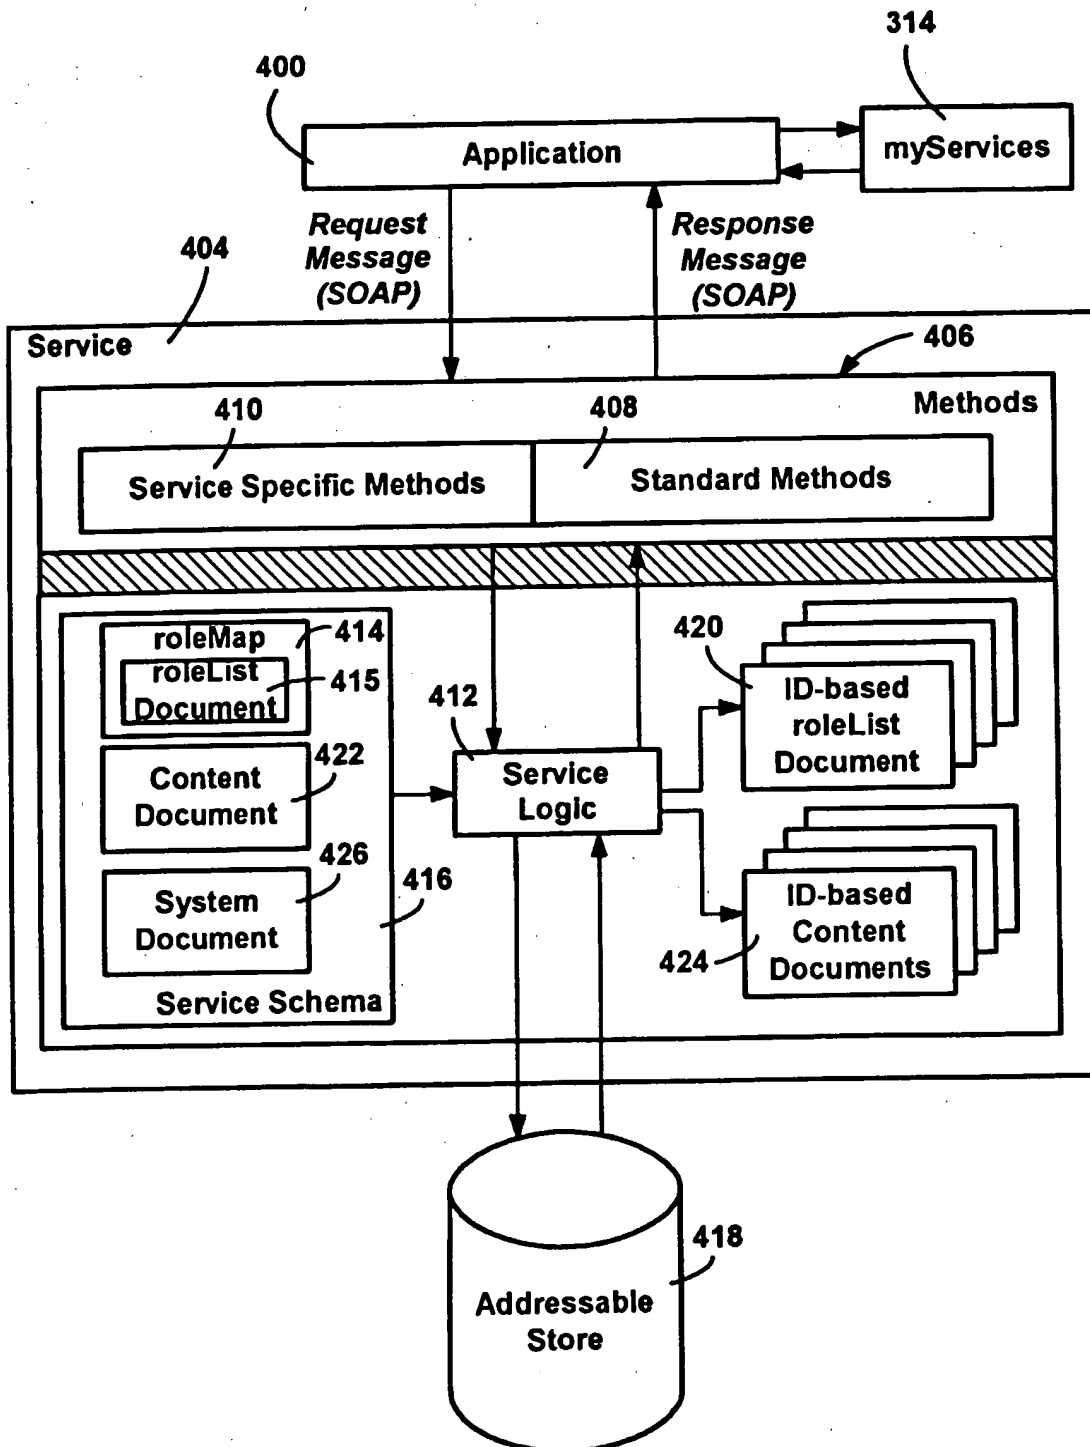 314
400
Application
myServices
Request
Message
(SOAP)
Response
Message
(SOAP)
404
Service
406
Methods
410
408
Service Specific Methods
Standard Methods
roleMap
414
roleList
Document
415
420
ID-based
roleList
Document
412
Service
Logic
Content
Document
422
426
System
Document
416
Service Schema
ID-based
Content
Documents
424
418
Addressable
Store